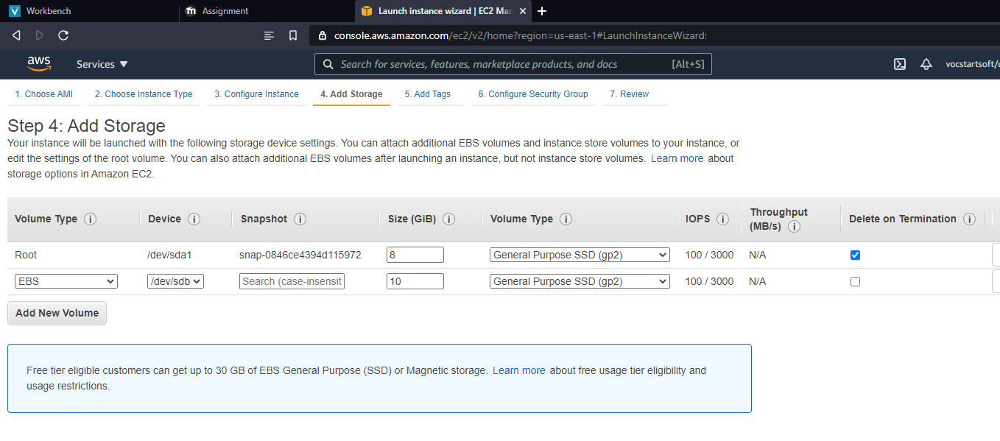 Workbench
Assignment
Launch instance wizard | EC2 Man
console.aws.amazon.com/ec2/v2/home?region=us-east-1#LaunchInstanceWizard:
aws
Services
Search for services, features, marketplace products, and docs
[Alt+S]
vocstartsoft/u
1. Choose AMI
2. Choose Instance Type
3. Configure Instance
4. Add Storage
5. Add Tags
6. Configure Security Group
7. Review
Step 4: Add Storage
Your instance will be launched with the following storage device settings. You can attach additional EBS volumes and instance store volumes to your instance, or
edit the settings of the root volume. You can also attach additional EBS volumes after launching an instance, but not instance store volumes. Learn more about
storage options in Amazon EC2.
Volume Type Device Snapshot Size (GiB) Volume Type IOPS Throughput (MB/s) Delete on Termination
Root /dev/sda1 snap-0846ce4394d115972 8 General Purpose SSD (gp2) 100 / 3000 N/A
EBS /dev/sdb Search (case-insensit 10 General Purpose SSD (gp2) 100 / 3000 N/A
Add New Volume
Free tier eligible customers can get up to 30 GB of EBS General Purpose (SSD) or Magnetic storage. Learn more about free usage tier eligibility and
usage restrictions.